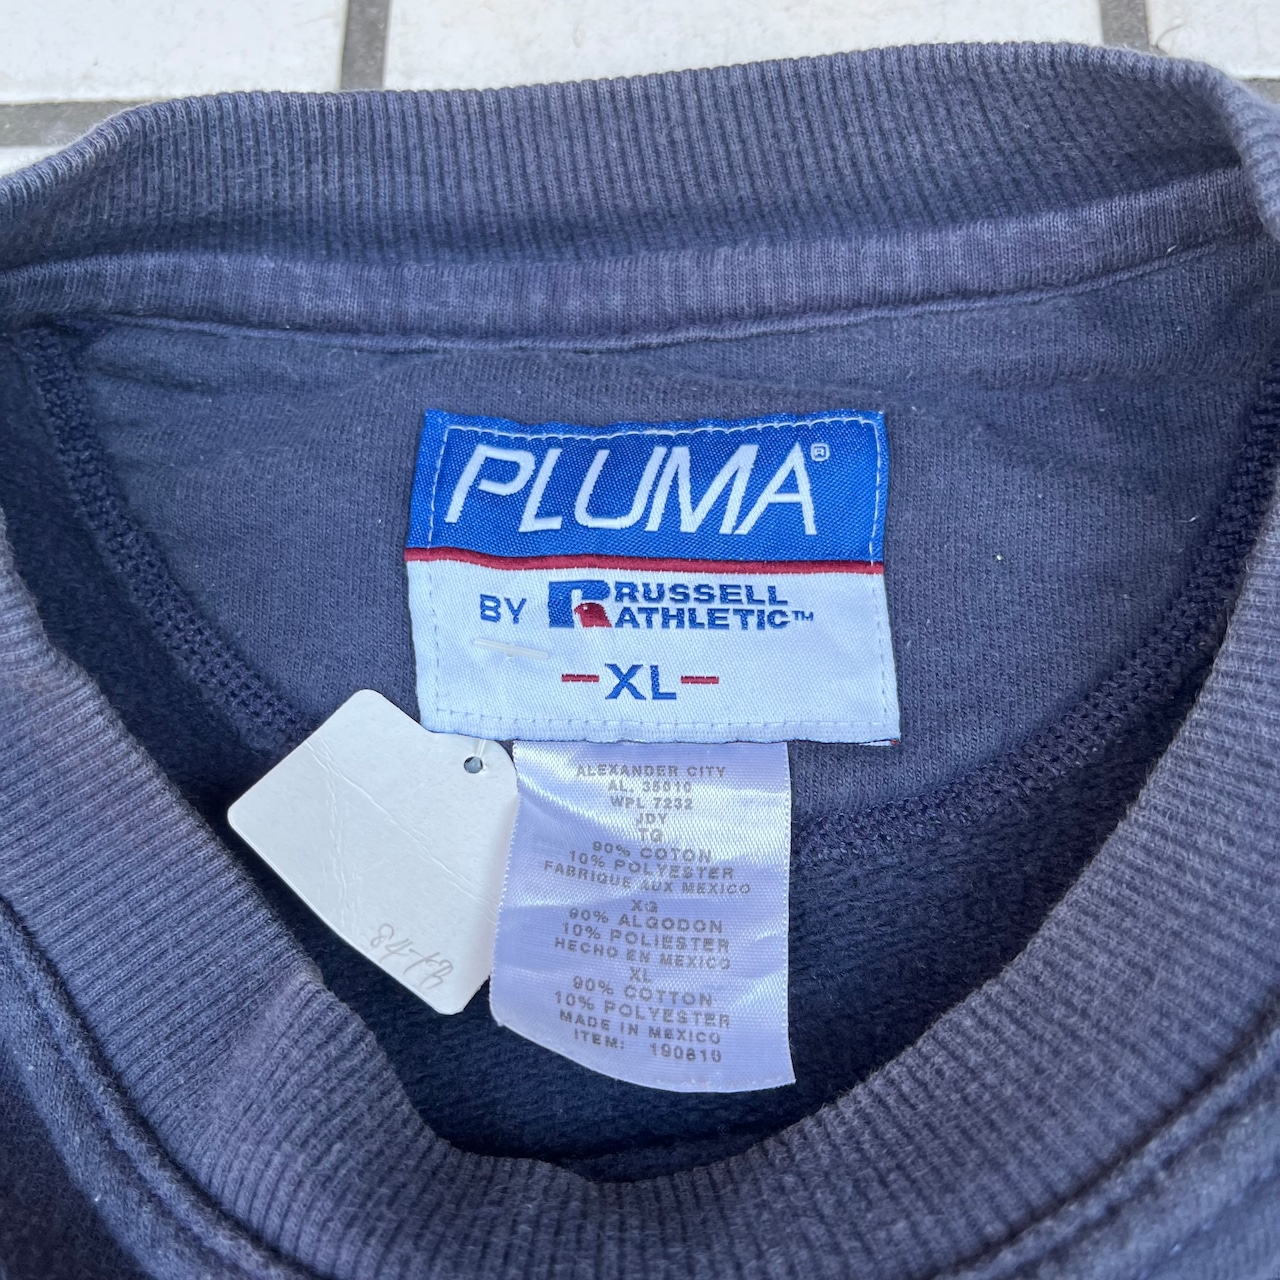 PLUMA®
BY RUSSELL ATHLETIC™
-XL-
ALEXANDER CITY
AL, 35010
WPL 7232
JDY
TG
90% COTON
10% POLYESTER
FABRIQUE AUX MEXICO
XG
90% ALGODON
10% POLIESTER
HECHO EN MEXICO
XL
90% COTTON
10% POLYESTER
MADE IN MEXICO
ITEM: 190610